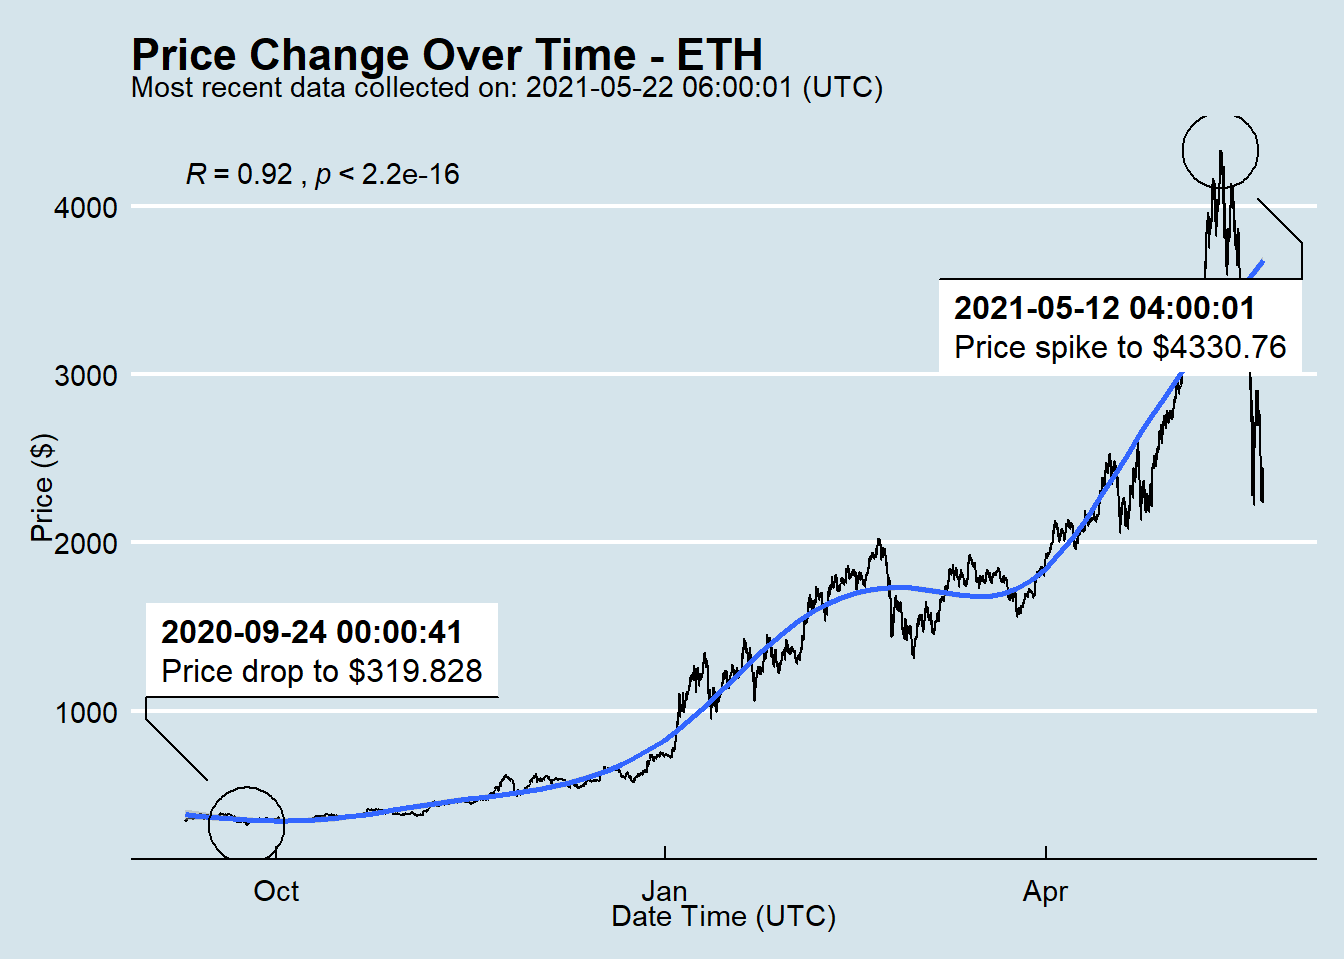 Price Change Over Time - ETH
Most recent data collected on: 2021-05-22 06:00:01 (UTC)
R = 0.92 , p < 2.2e-16
4000
3000
2000
1000
Price ($)
2021-05-12 04:00:01
Price spike to $4330.76
2020-09-24 00:00:41
Price drop to $319.828
Oct
Jan
Apr
Date Time (UTC)